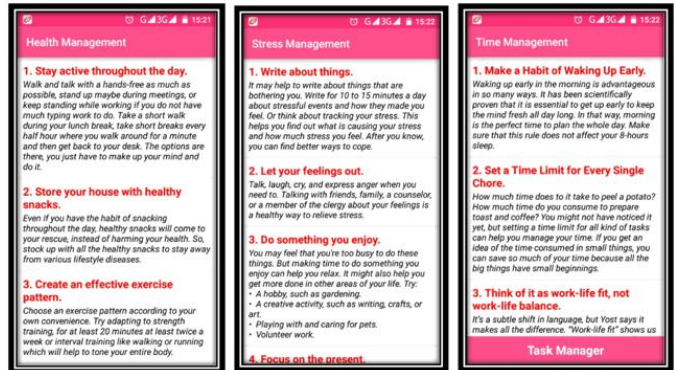 G 3G 15:21
Health Management
1. Stay active throughout the day.
Walk and talk with a hands-free as much as
possible, stand up maybe during meetings, or
keep standing while working if you do not have
much typing work to do. Take a short walk
during your lunch break, take short breaks every
half hour where you walk around for a minute
and then get back to your desk. The options are
there, you just have to make up your mind and
do it.
2. Store your house with healthy
snacks.
Even if you have the habit of snacking
throughout the day, healthy snacks will come to
your rescue, instead of harming your health. So,
stock up with all the healthy snacks to stay away
from various lifestyle diseases.
3. Create an effective exercise
pattern.
Choose an exercise pattern according to your
own convenience. Try adapting to strength
training, for at least 20 minutes at least twice a
week or interval training like walking or running
which will help to tone your entire body.
G 3G 15:22
Stress Management
1. Write about things.
It may help to write about things that are
bothering you. Write for 10 to 15 minutes a day
about stressful events and how they made you
feel. Or think about tracking your stress. This
helps you find out what is causing your stress
and how much stress you feel. After you know,
you can find better ways to cope.
2. Let your feelings out.
Talk, laugh, cry, and express anger when you
need to. Talking with friends, family, a counselor,
or a member of the clergy about your feelings is
a healthy way to relieve stress.
3. Do something you enjoy.
You may feel that you're too busy to do these
things. But making time to do something you
enjoy can help you relax. It might also help you
get more done in other areas of your life. Try:
• A hobby, such as gardening.
• A creative activity, such as writing, crafts, or
art.
• Playing with and caring for pets.
• Volunteer work.
4. Focus on the present.
G 3G 15:22
Time Management
1. Make a Habit of Waking Up Early.
Waking up early in the morning is advantageous
in so many ways. It has been scientifically
proven that it is essential to get up early to keep
the mind fresh all day long. In that way, morning
is the perfect time to plan the whole day. Make
sure that this rule does not affect your 8-hours
sleep.
2. Set a Time Limit for Every Single
Chore.
How much time does to it take to peel a potato?
How much time do you consume to prepare
toast and coffee? You might not have noticed it
yet, but setting a time limit for all kind of tasks
can help you manage your time. If you get an
idea of the time consumed in small things, you
can save so much of your time because all the
big things have small beginnings.
3. Think of it as work-life fit, not
work-life balance.
It's a subtle shift in language, but Yost says it
makes all the difference. "Work-life fit" shows us
Task Manager